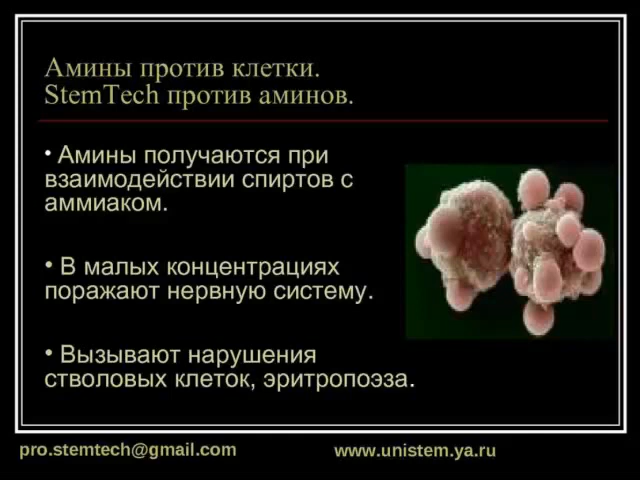 Амины против клетки.
StemTech против аминов.
• Амины получаются при
взаимодействии спиртов с
аммиаком.
• В малых концентрациях
поражают нервную систему.
• Вызывают нарушения
стволовых клеток, эритропоэза.
pro.stemtech@gmail.com
www.unistem.ya.ru